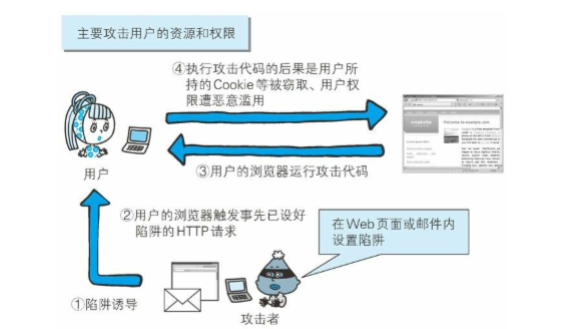 主要攻击用户的资源和权限
④执行攻击代码的后果是用户所
持的Cookie等被窃取、用户权
限遭恶意滥用
③用户的浏览器运行攻击代码
用户
②用户的浏览器触发事先已设好
陷阱的HTTP请求
在Web页面或邮件内
设置陷阱
①陷阱诱导
攻击者